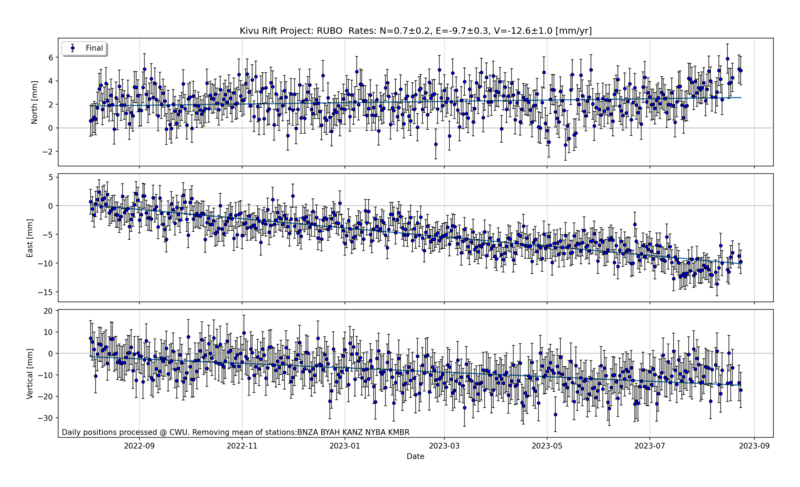 Kivu Rift Project: RUBO  Rates: N=0.7±0.2, E=-9.7±0.3, V=-12.6±1.0 [mm/yr]
Final
North [mm]
6
4
2
0
−2
East [mm]
5
0
−5
−10
−15
Vertical [mm]
20
10
0
−10
−20
−30
Daily positions processed @ CWU. Removing mean of stations:BNZA BYAH KANZ NYBA KMBR
2022-09 2022-11 2023-01 2023-03 2023-05 2023-07 2023-09
Date